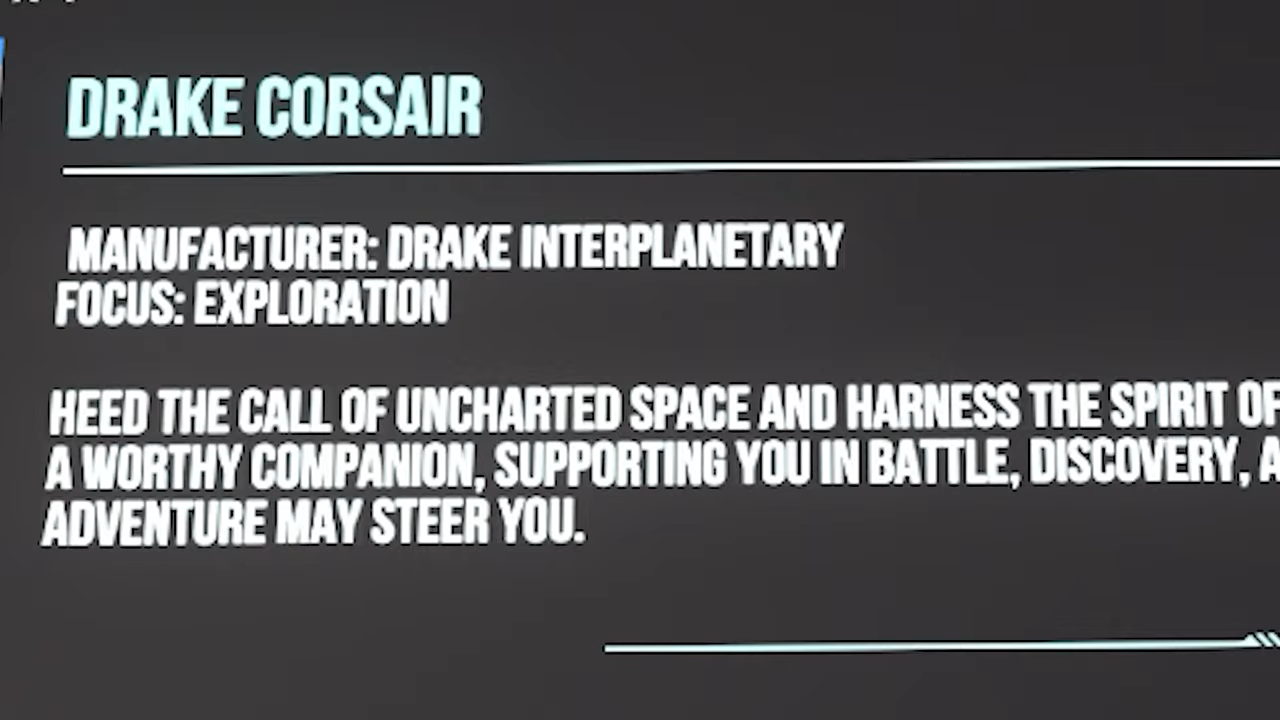 DRAKE CORSAIR
MANUFACTURER: DRAKE INTERPLANETARY
FOCUS: EXPLORATION
HEED THE CALL OF UNCHARTED SPACE AND HARNESS THE SPIRIT OF
A WORTHY COMPANION, SUPPORTING YOU IN BATTLE, DISCOVERY,
ADVENTURE MAY STEER YOU.